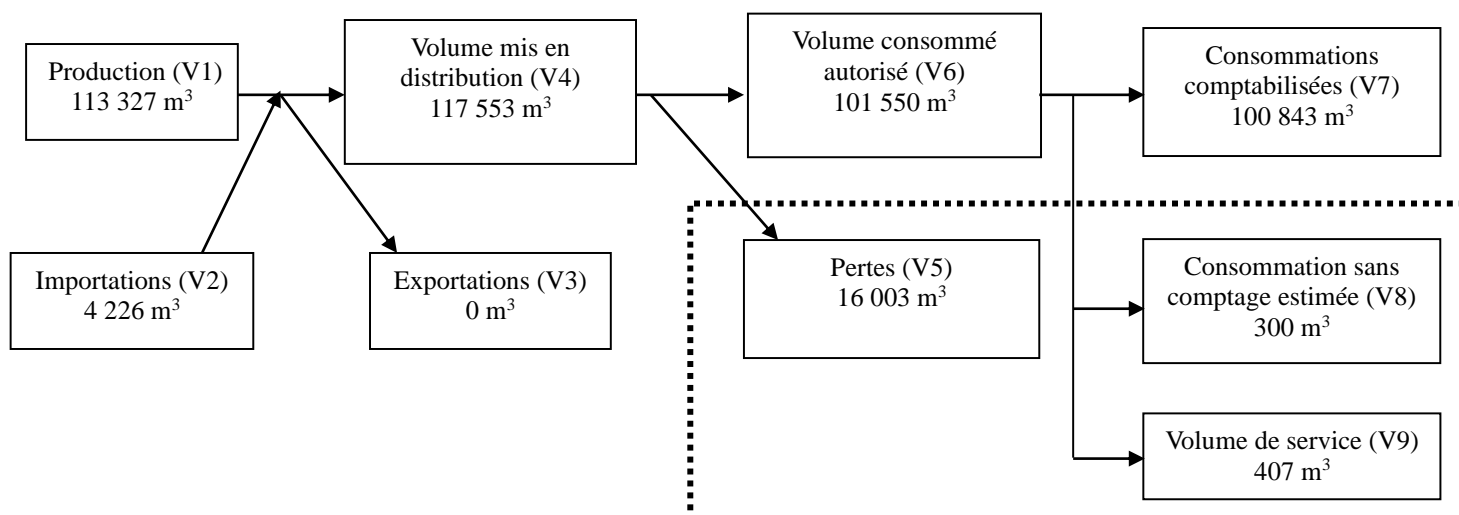 Production (V1)
113 327 m³
Volume mis en
distribution (V4)
117 553 m³
Volume consommé
autorisé (V6)
101 550 m³
Consommations
comptabilisées (V7)
100 843 m³
Importations (V2)
4 226 m³
Exportations (V3)
0 m³
Pertes (V5)
16 003 m³
Consommation sans
comptage estimée (V8)
300 m³
Volume de service (V9)
407 m³